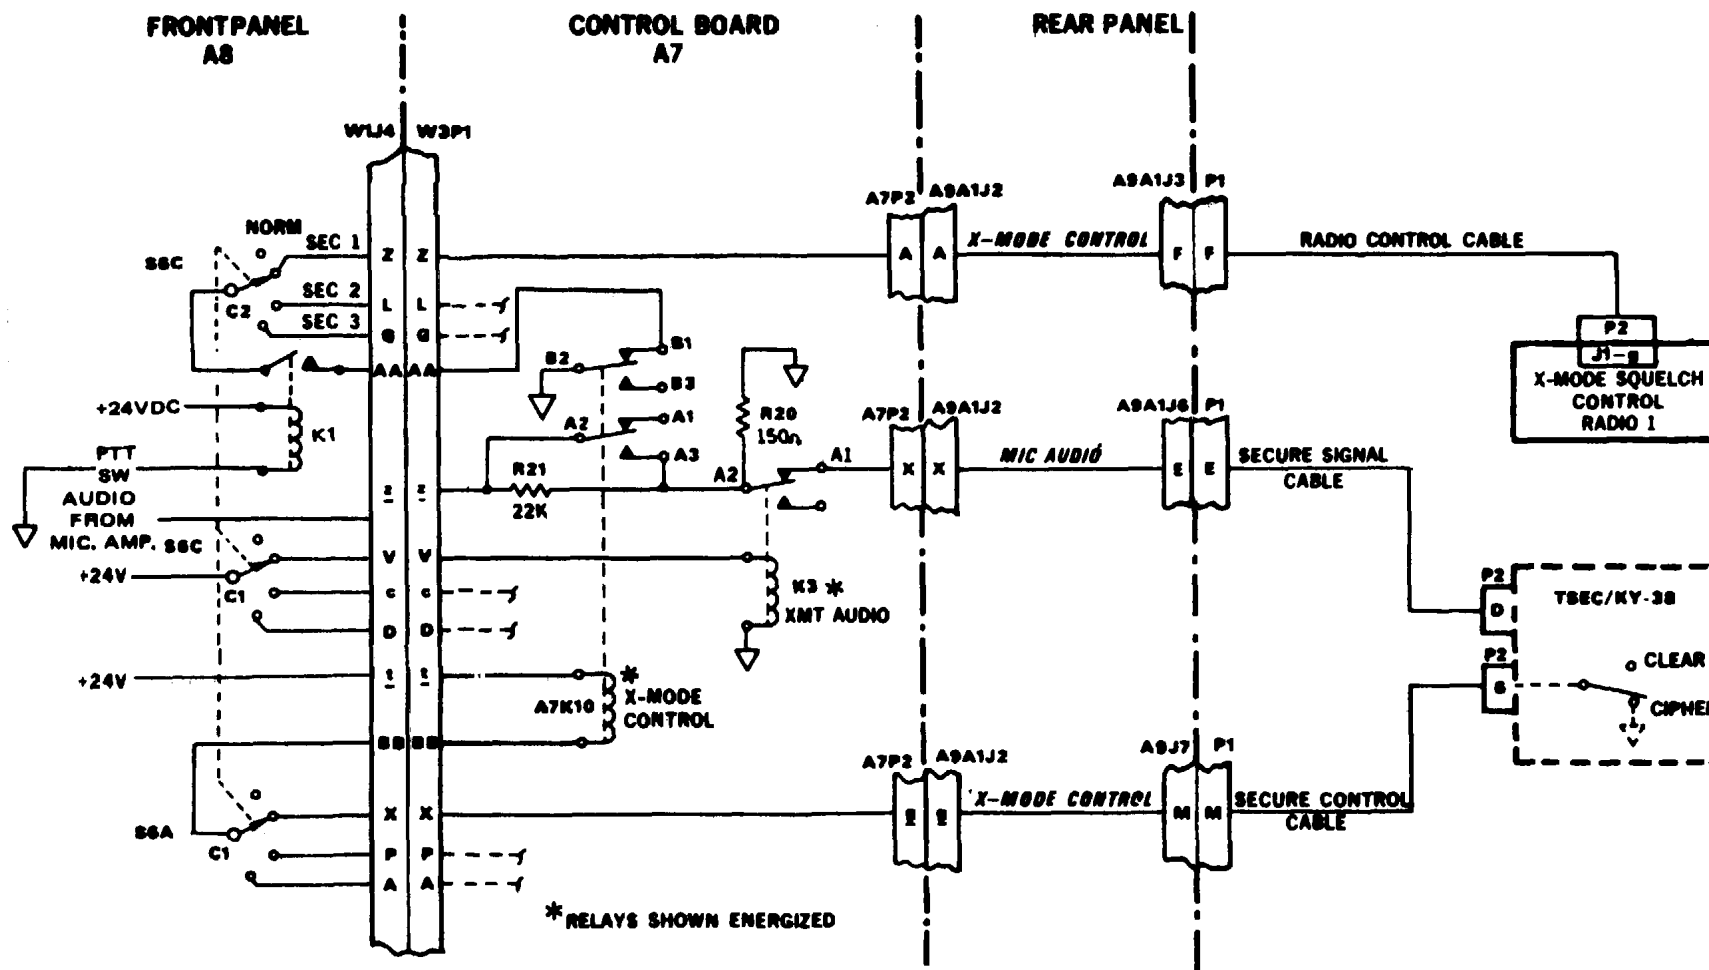 FRONT PANEL
A8
CONTROL BOARD
A7
REAR PANEL
W1J4
W3P1
A7P2
A9A1J2
A9A1J3
P1
NORM
SEC 1
Z
Z
A
A
X-MODE CONTROL
F
F
RADIO CONTROL CABLE
S6C
C2
SEC 2
L
L
SEC 3
AA
AA
B2
B1
B3
P2
X-MODE SQUELCH
CONTROL
RADIO 1
+24VDC
K1
A2
A1
A3
R20
150Ω
A7P2
A9A1J2
A9A1J6
P1
PTT
SW
R21
22K
z
z
A2
A1
X
X
MIC AUDIO
E
E
SECURE SIGNAL
CABLE
AUDIO
FROM
MIC. AMP.
S6C
+24V
C1
V
V
c
c
D
D
K3 *
XMT AUDIO
P2
D
TSEC/KY-38
+24V
t
t
*
X-MODE
CONTROL
A7K10
P2
CLEAR
BB
BB
A7P2
A9A1J2
A9J7
P1
S6A
C1
X
X
X-MODE CONTROL
M
M
SECURE CONTROL
CABLE
P
P
A
A
*RELAYS SHOWN ENERGIZED